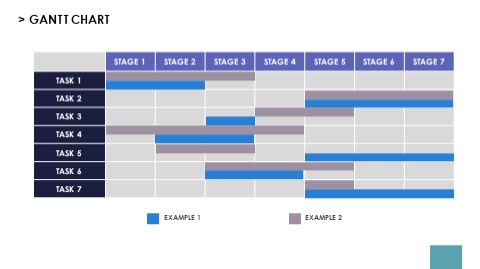 > GANTT CHART
STAGE 1 STAGE 2 STAGE 3 STAGE 4 STAGE 5 STAGE 6 STAGE 7
TASK 1
TASK 2
TASK 3
TASK 4
TASK 5
TASK 6
TASK 7
EXAMPLE 1 EXAMPLE 2